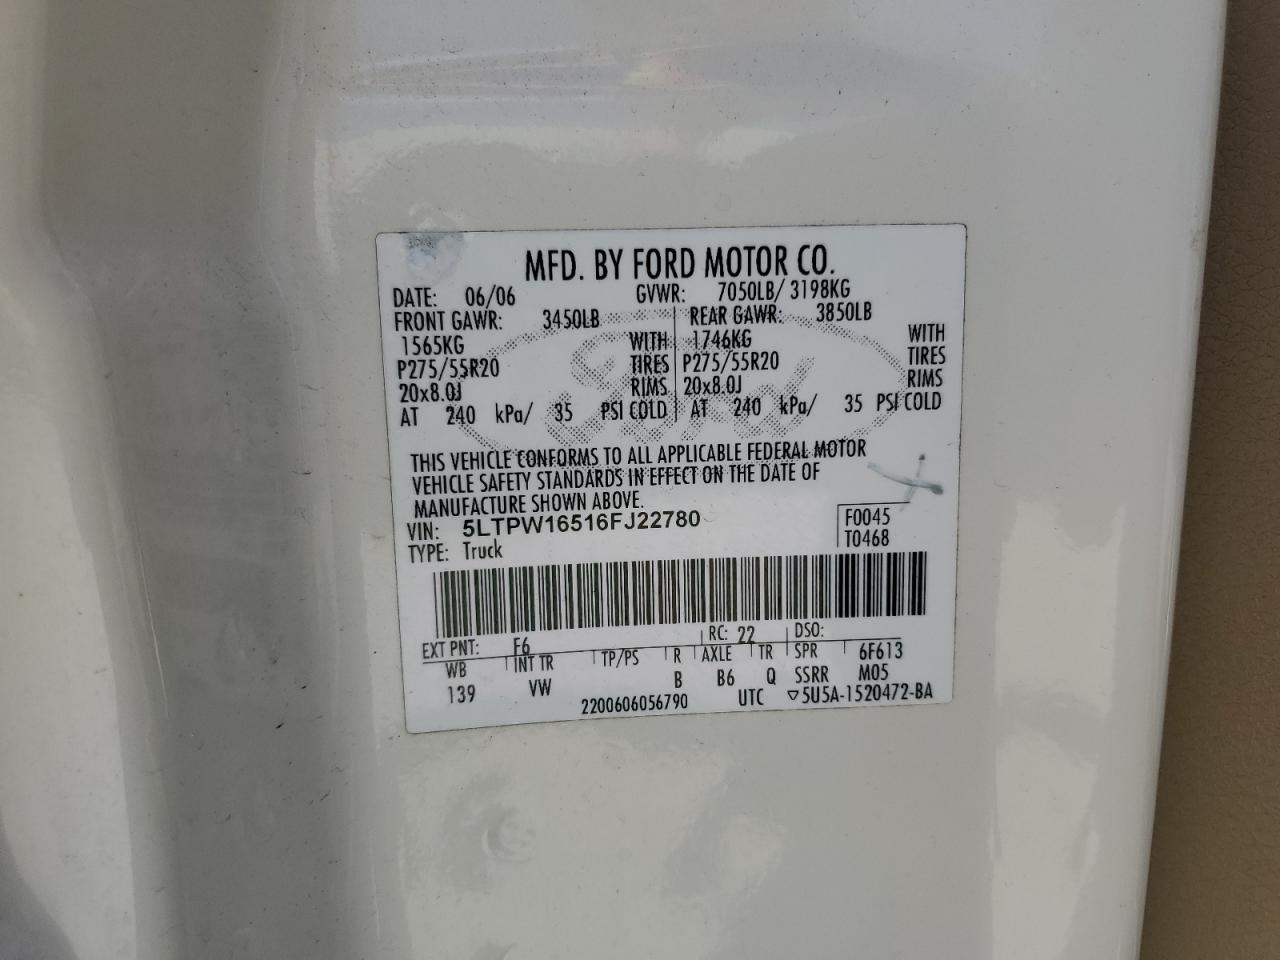 MFD. BY FORD MOTOR CO.
DATE: 06/06 GVWR: 7050LB/ 3198KG
FRONT GAWR: 3450LB REAR GAWR: 3850LB
1565KG WITH 1746KG WITH
P275/55R20 TIRES P275/55R20 TIRES
20x8.0J RIMS 20x8.0J RIMS
AT 240 kPa/ 35 PSI COLD AT 240 kPa/ 35 PSI COLD
Ford
THIS VEHICLE CONFORMS TO ALL APPLICABLE FEDERAL MOTOR
VEHICLE SAFETY STANDARDS IN EFFECT ON THE DATE OF
MANUFACTURE SHOWN ABOVE.
VIN: 5LTPW16516FJ22780 F0045
TYPE: Truck T0468
EXT PNT: F6 RC: 22 DSO:
WB INT TR TP/PS R AXLE TR SPR 6F613
139 VW B B6 Q SSRR M05
2200606056790 UTC ▽5U5A-1520472-BA